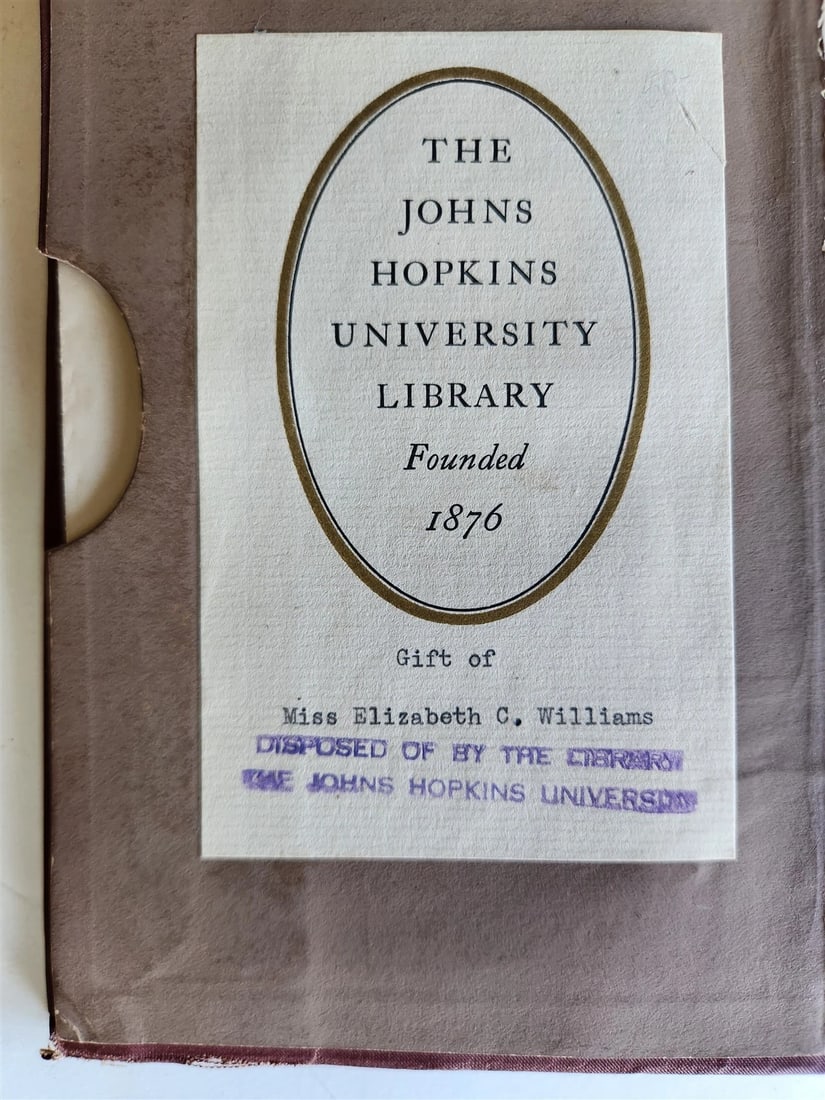 THE
JOHNS
HOPKINS
UNIVERSITY
LIBRARY
Founded
1876
Gift of
Miss Elizabeth C. Williams
DISPOSED OF BY THE LIBRARY
THE JOHNS HOPKINS UNIVERSITY